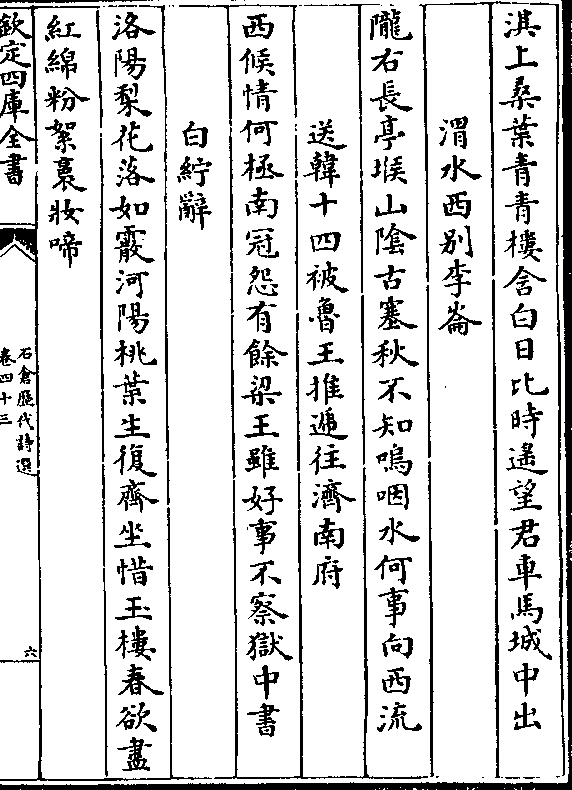 淇上桑葉青青樓含白日比時遙望君車馬城中出
渭水西别李崙
隴右長亭堠山陰古塞秋不知嗚咽水何事向西流
送韓十四被魯王推遞往濟南府
西候情何極南冠怨有餘梁王雖好事不察獄中書
白紵辭
洛陽梨花落如霰河陽桃葉生復齊坐惜玉樓春欲盡
紅綿粉絮裛妝啼
欽定四庫全書
石倉歷代詩選
卷四十三
六